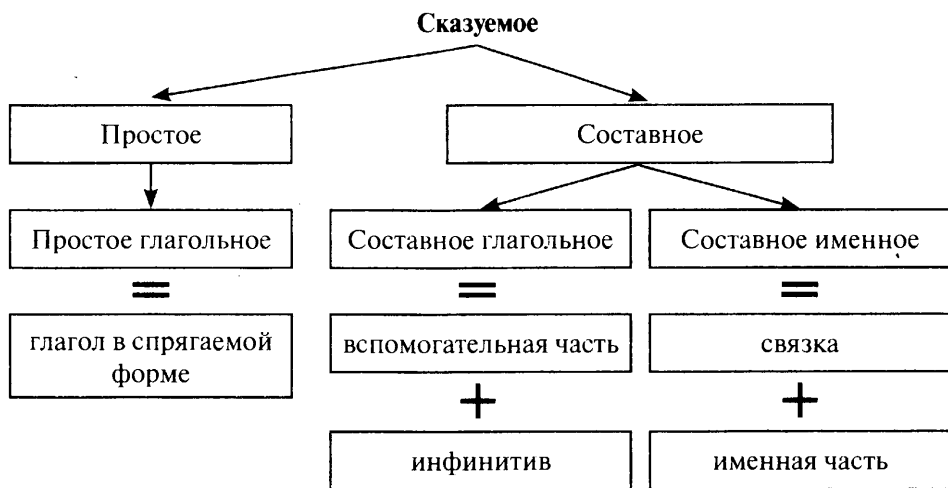 Сказуемое
Простое
Составное
Простое глагольное
Составное глагольное
Составное именное
=
=
=
глагол в спрягаемой
форме
вспомогательная часть
связка
+
+
инфинитив
именная часть